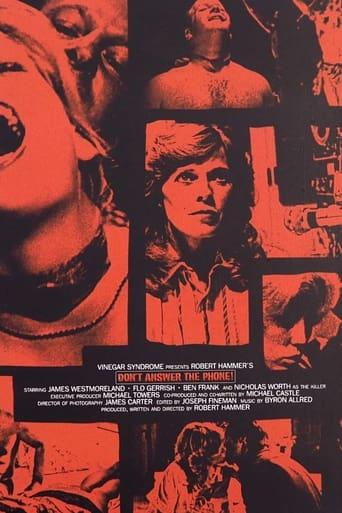 VINEGAR SYNDROME PRESENTS ROBERT HAMMER'S
DON'T ANSWER THE PHONE!
STARRING JAMES WESTMORELAND · FLO GERRISH · BEN FRANK AND NICHOLAS WORTH AS THE KILLER
EXECUTIVE PRODUCER MICHAEL TOWERS CO-PRODUCED AND CO-WRITTEN BY MICHAEL CASTLE
DIRECTOR OF PHOTOGRAPHY JAMES CARTER EDITED BY JOSEPH FINEMAN MUSIC BY BYRON ALLRED
PRODUCED, WRITTEN AND DIRECTED BY ROBERT HAMMER